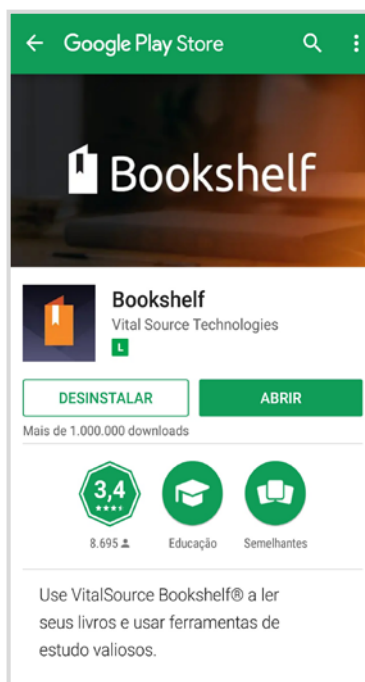 Google Play Store
Bookshelf
Bookshelf
Vital Source Technologies
L
DESINSTALAR
ABRIR
Mais de 1.000.000 downloads
3,4
8.695
Educação
Semelhantes
Use VitalSource Bookshelf® a ler
seus livros e usar ferramentas de
estudo valiosos.